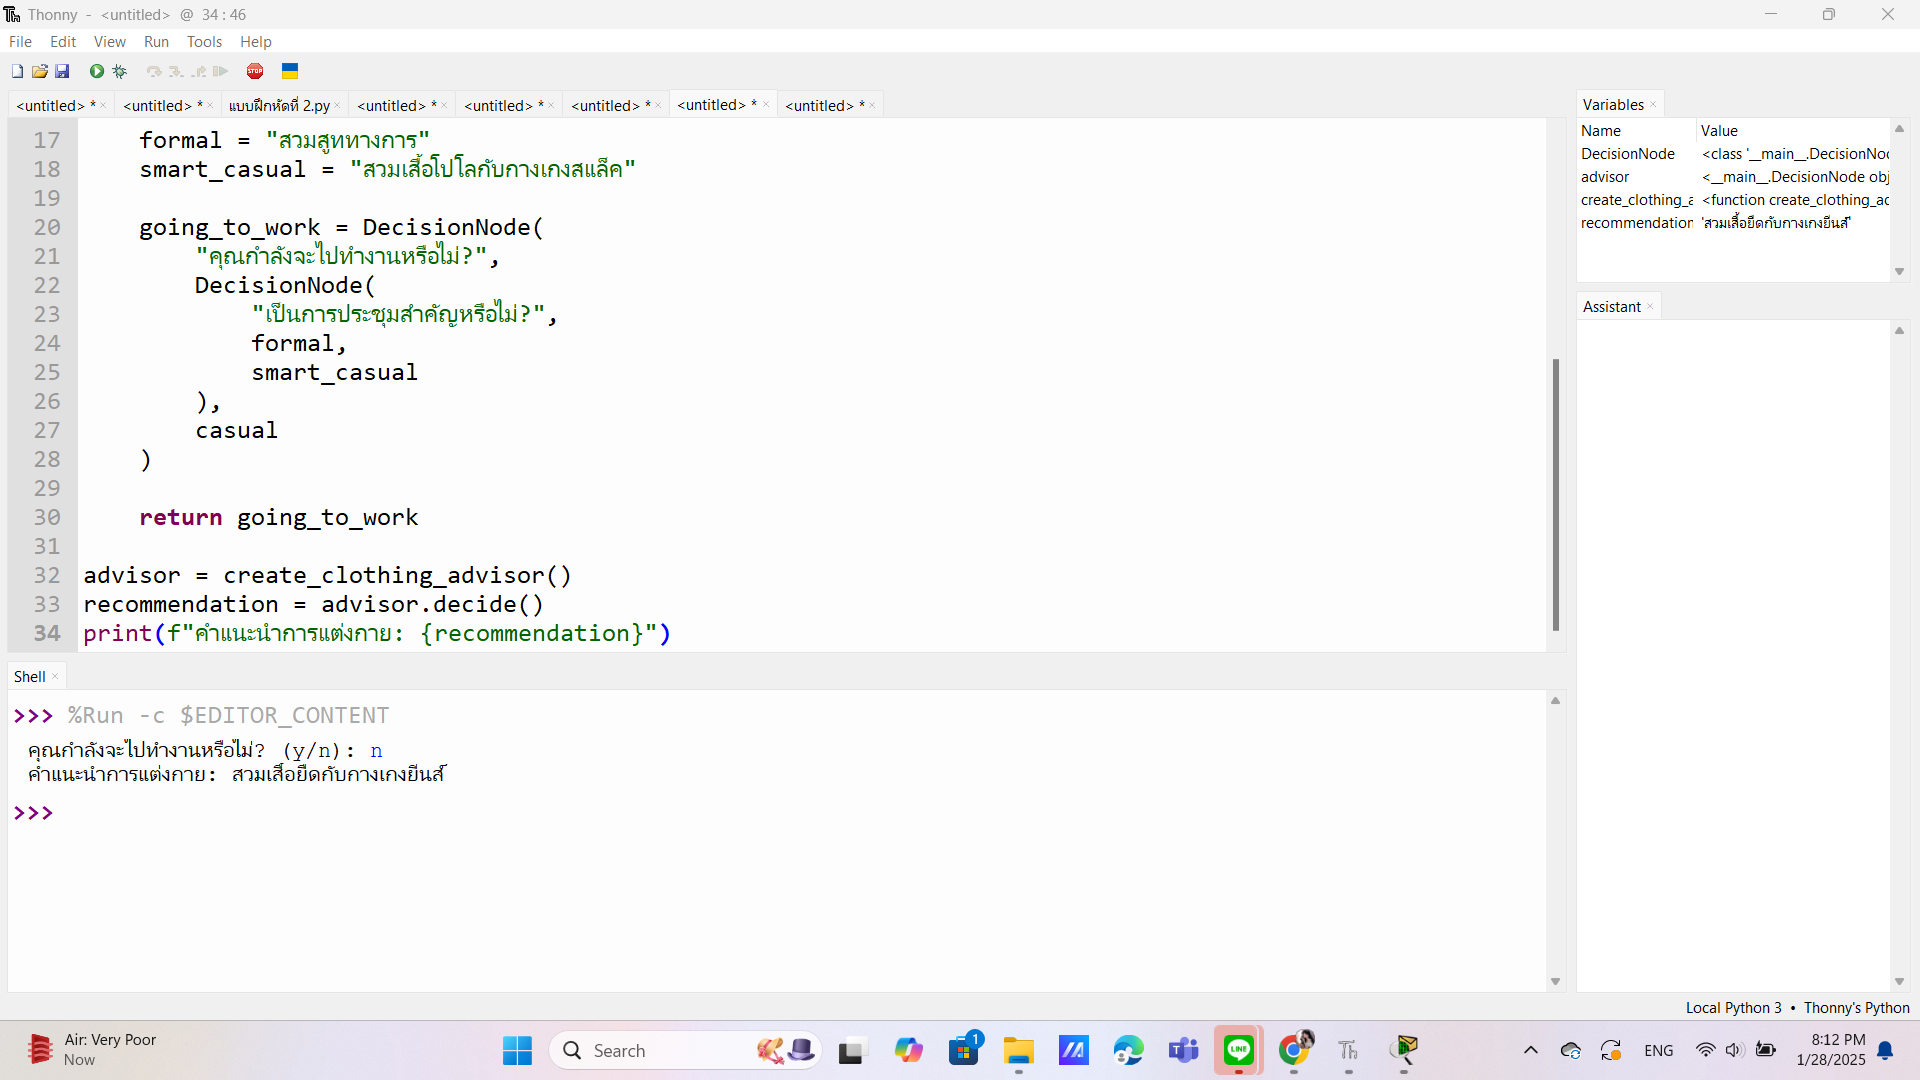 Thonny - <untitled> @ 34 : 46
File Edit View Run Tools Help
<untitled> * <untitled> * แบบฝึกหัดที่ 2.py <untitled> * <untitled> * <untitled> * <untitled> * <untitled> *
17 formal = "สวมสูททางการ"
18 smart_casual = "สวมเสื้อโปโลกับกางเกงสแล็ค"
19
20 going_to_work = DecisionNode(
21 "คุณกำลังจะไปทำงานหรือไม่?",
22 DecisionNode(
23 "เป็นการประชุมสำคัญหรือไม่?",
24 formal,
25 smart_casual
26 ),
27 casual
28 )
29
30 return going_to_work
31
32 advisor = create_clothing_advisor()
33 recommendation = advisor.decide()
34 print(f"คำแนะนำการแต่งกาย: {recommendation}")
Shell
>>> %Run -c $EDITOR_CONTENT
คุณกำลังจะไปทำงานหรือไม่? (y/n): n
คำแนะนำการแต่งกาย: สวมเสื้อยืดกับกางเกงยีนส์
>>>
Variables
Name Value
DecisionNode <class '__main__.DecisionNoc
advisor <__main__.DecisionNode obj
create_clothing_a <function create_clothing_ac
recommendation 'สวมเสื้อยืดกับกางเกงยีนส์'
Assistant
Local Python 3 • Thonny's Python
Air: Very Poor
Now
Search
1
LINE
ENG
8:12 PM
1/28/2025